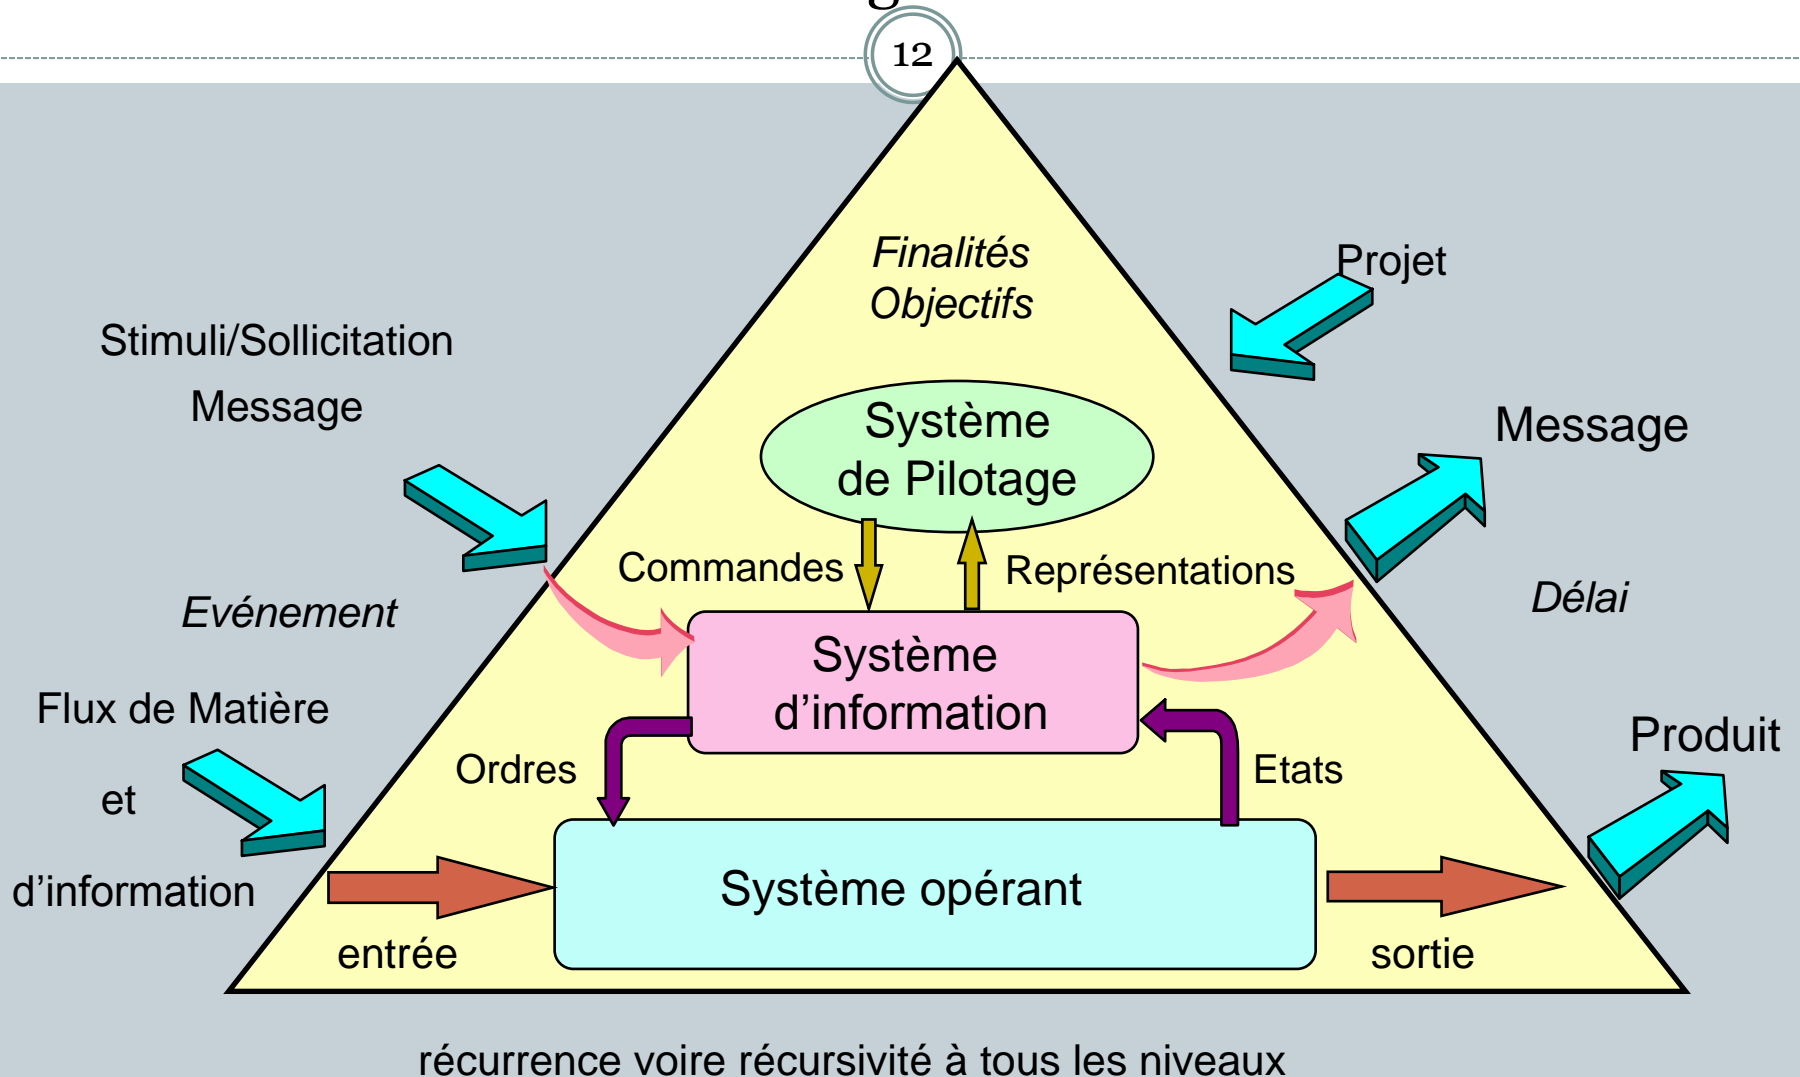 12
Finalités
Objectifs
Projet
Stimuli/Sollicitation
Message
Message
Système
de Pilotage
Commandes
Représentations
Evénement
Délai
Système
d’information
Flux de Matière
et
d’information
Produit
Ordres
Etats
Système opérant
entrée
sortie
récurrence voire récursivité à tous les niveaux